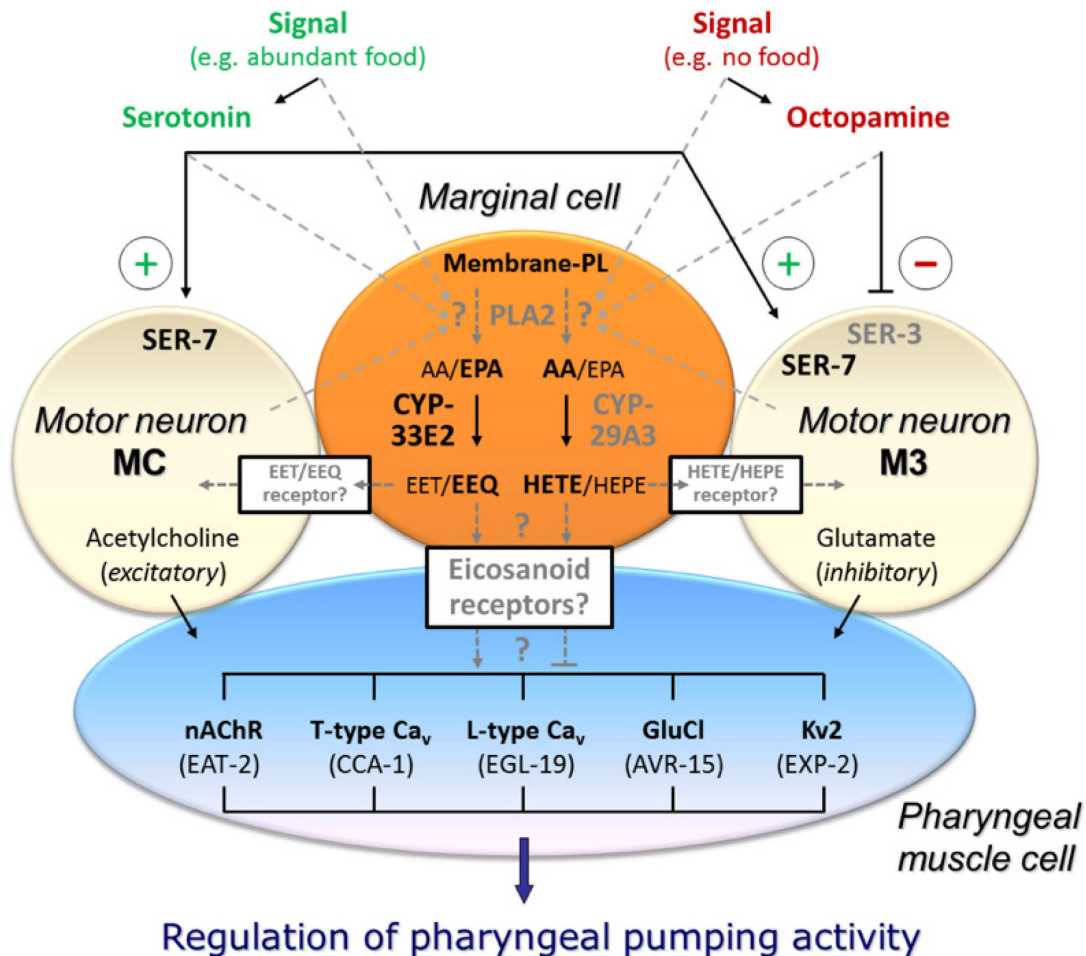 Signal
(e.g. abundant food)
Signal
(e.g. no food)
Serotonin
Octopamine
Marginal cell
+
+
−
Membrane-PL
? PLA2 ?
SER-7
SER-3
SER-7
AA/EPA
AA/EPA
CYP-
33E2
CYP-
29A3
Motor neuron
MC
Motor neuron
M3
EET/EEQ
receptor?
EET/EEQ
HETE/HEPE
HETE/HEPE
receptor?
?
Acetylcholine
(excitatory)
Glutamate
(inhibitory)
Eicosanoid
receptors?
?
nAChR
(EAT-2)
T-type Cav
(CCA-1)
L-type Cav
(EGL-19)
GluCl
(AVR-15)
Kv2
(EXP-2)
Pharyngeal
muscle cell
Regulation of pharyngeal pumping activity